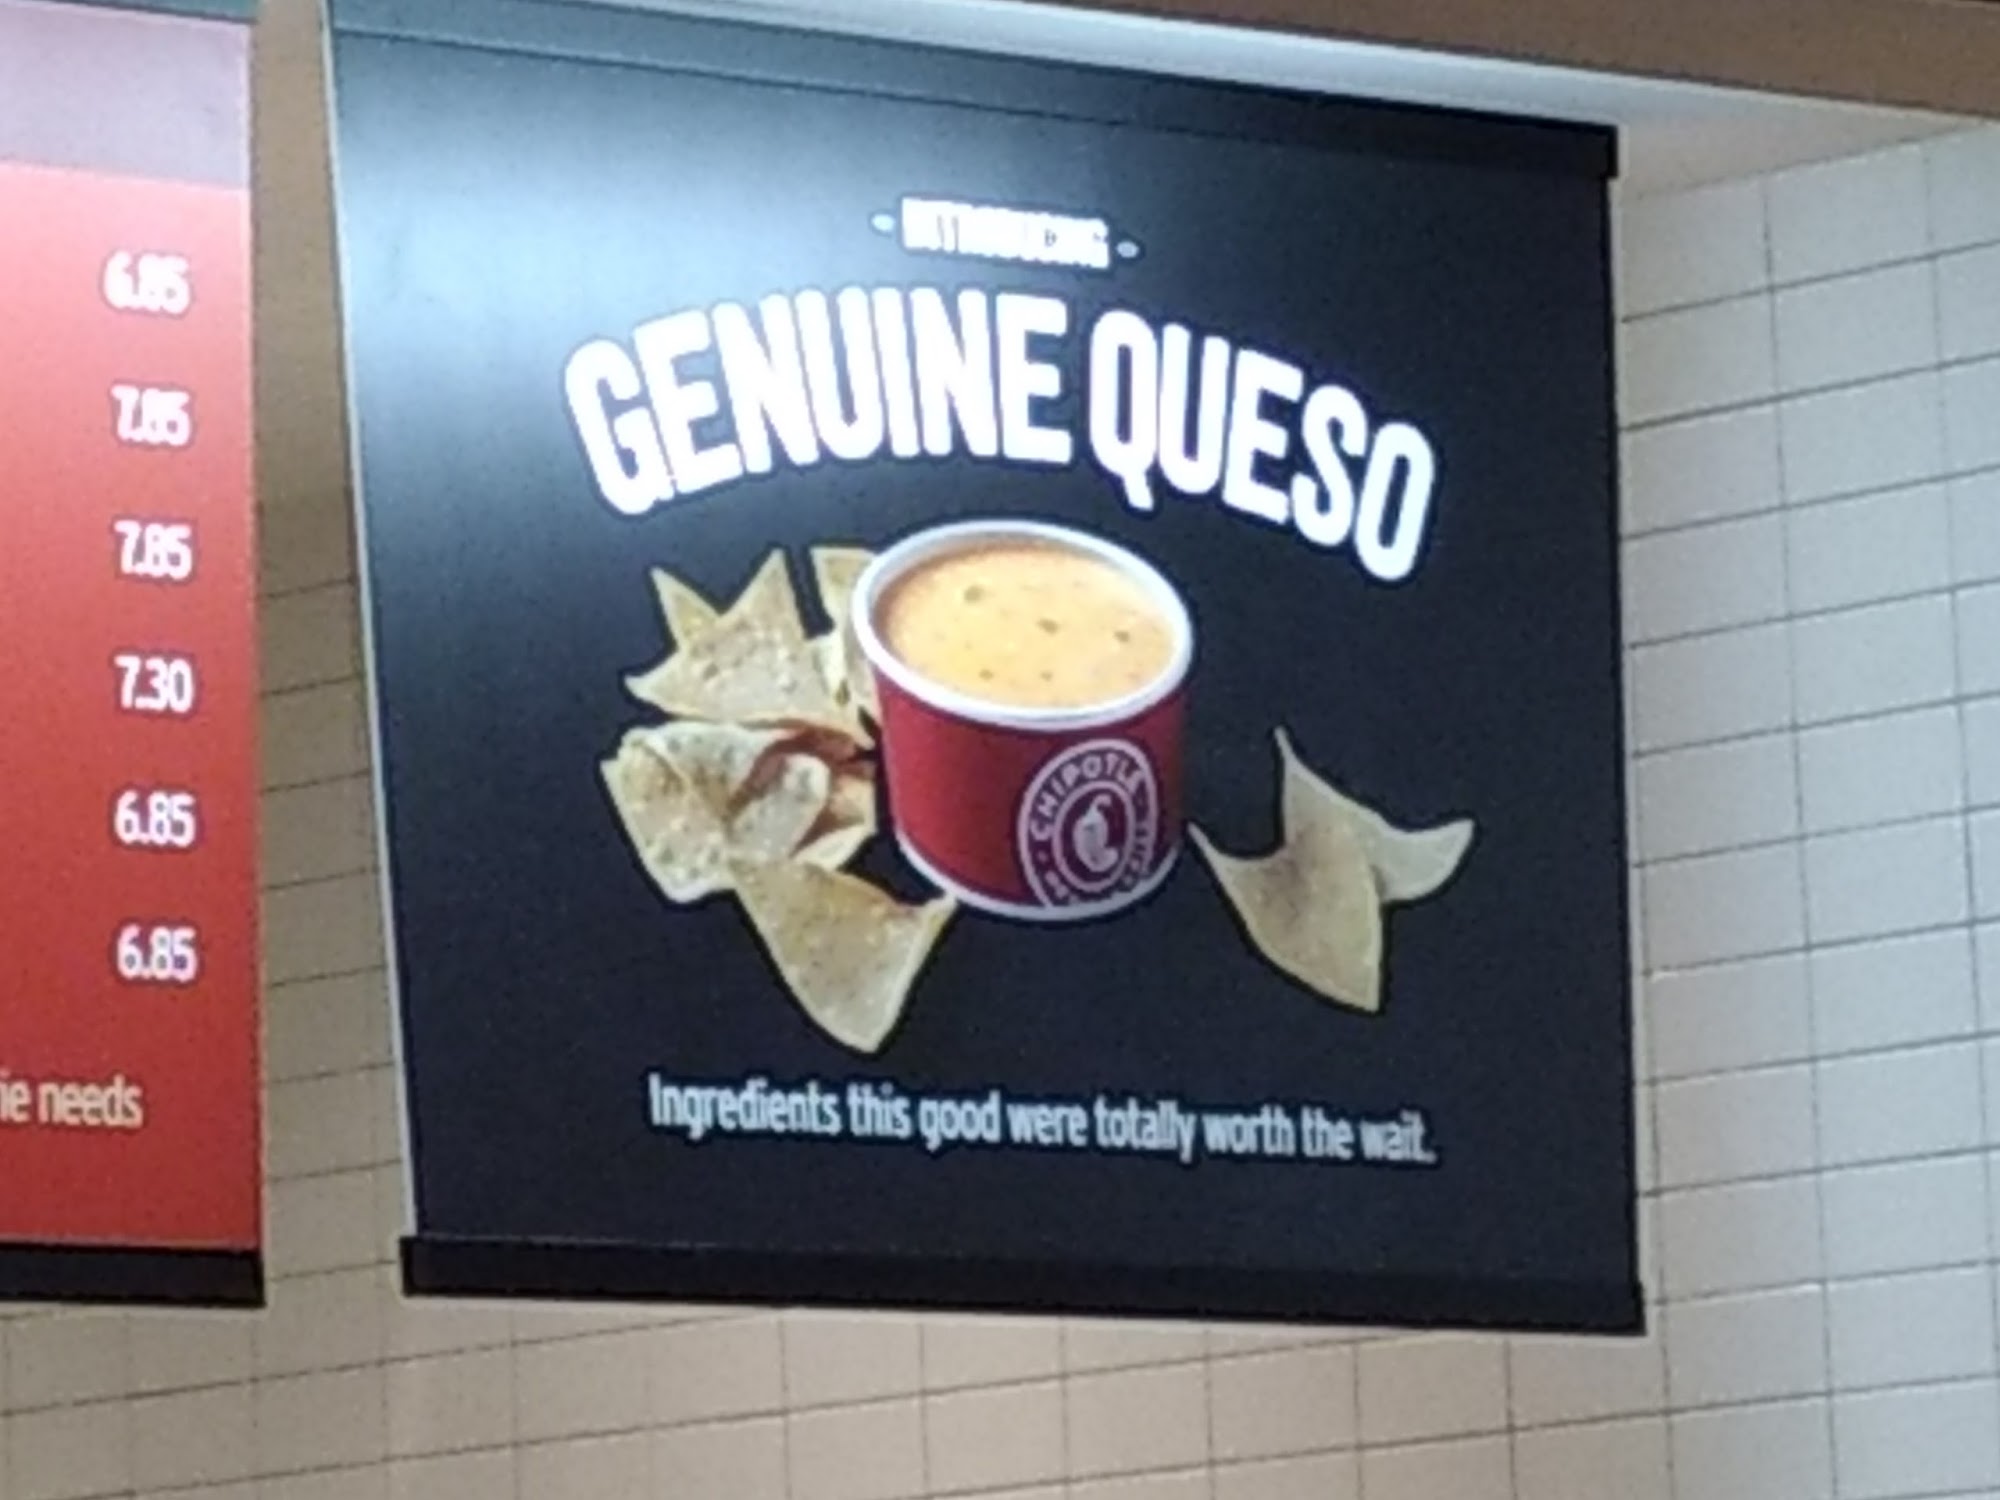 6.85
7.85
7.85
7.30
6.85
6.85
ie needs
INTRODUCING
GENUINE QUESO
CHIPOTLE
Ingredients this good were totally worth the wait.